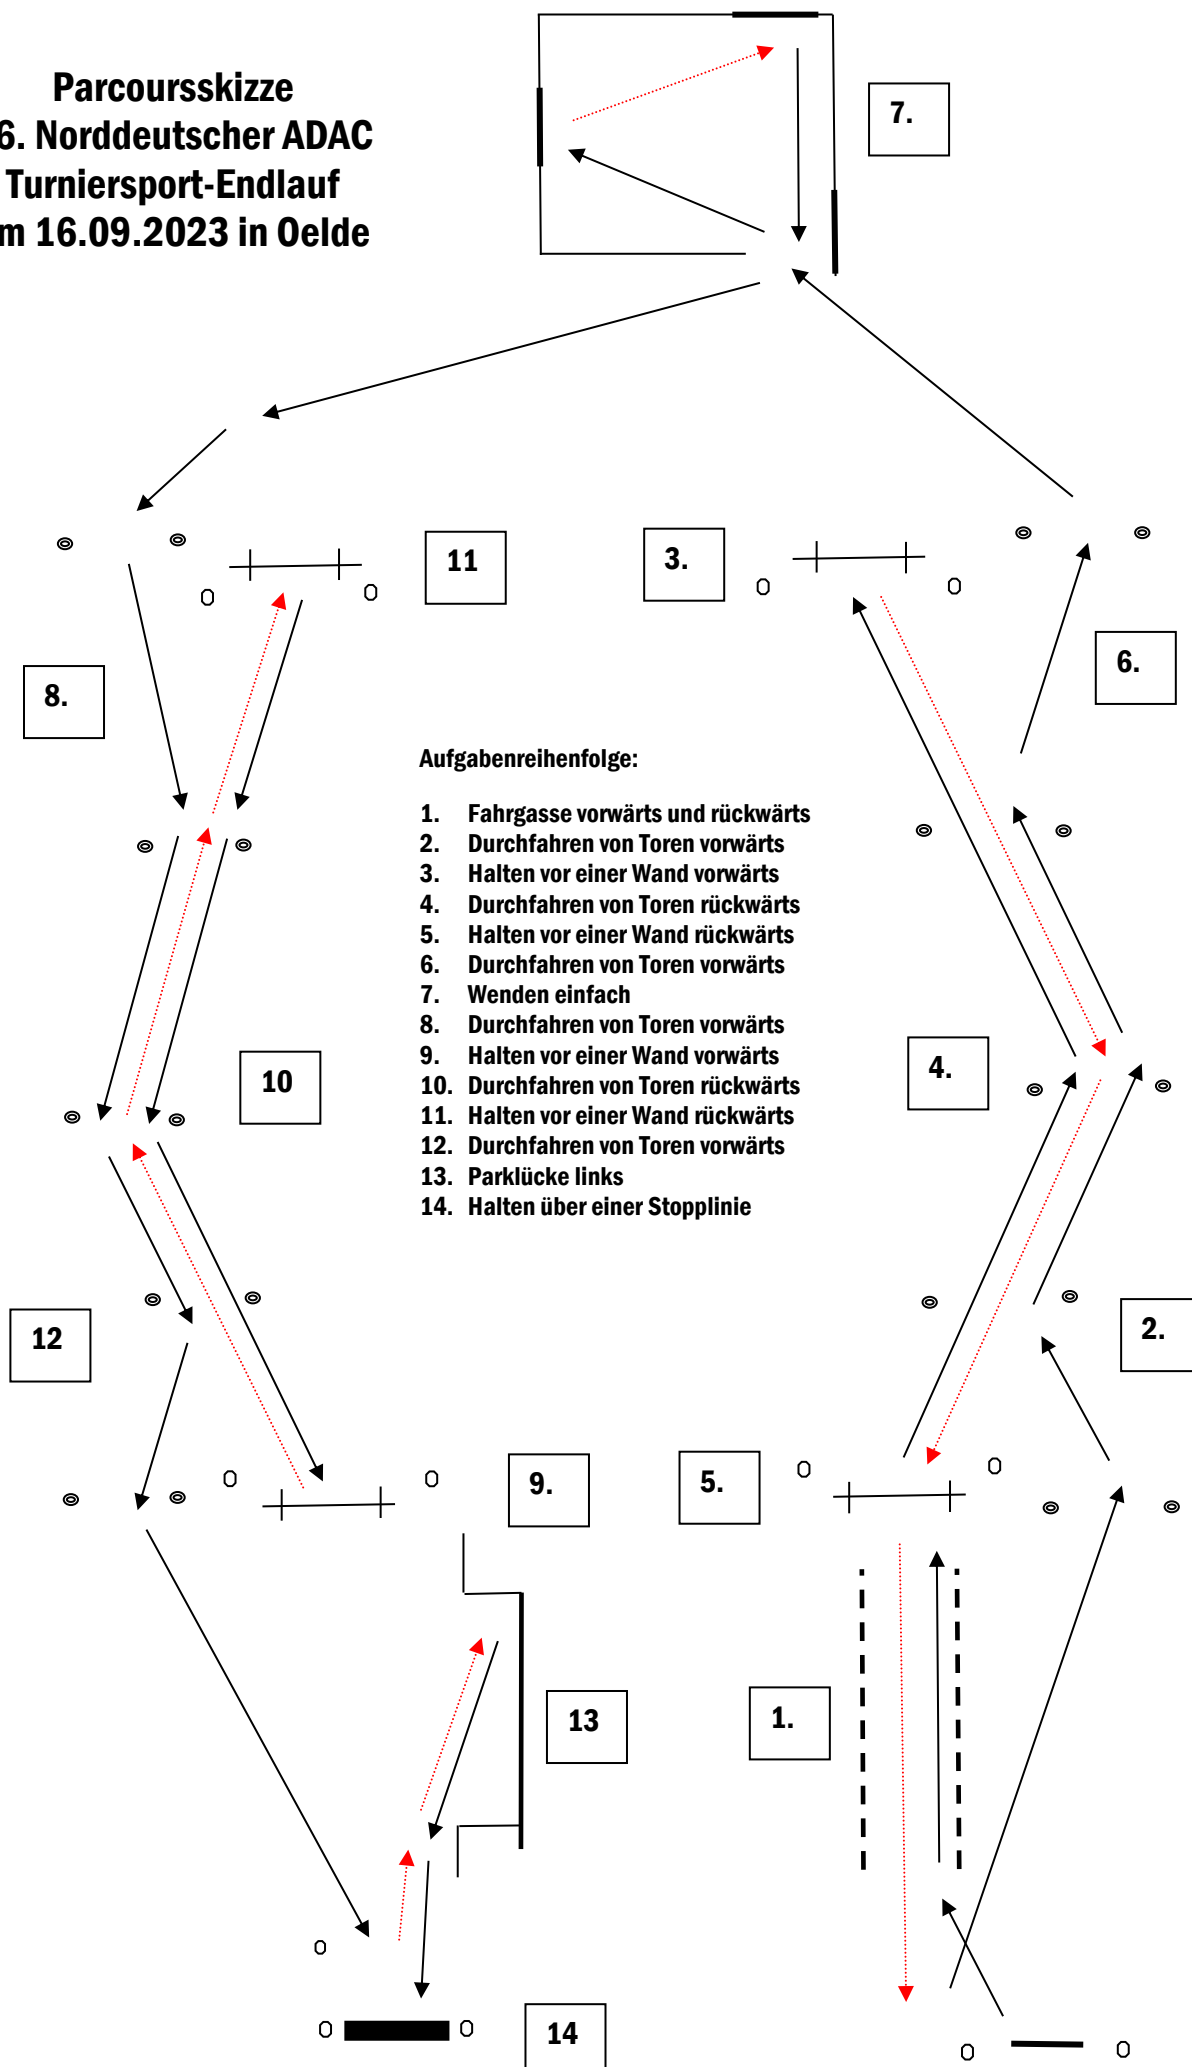 Parcoursskizze
6. Norddeutscher ADAC
Turniersport-Endlauf
m 16.09.2023 in Oelde
7.
11
3.
6.
8.
Aufgabenreihenfolge:
1. Fahrgasse vorwärts und rückwärts
2. Durchfahren von Toren vorwärts
3. Halten vor einer Wand vorwärts
4. Durchfahren von Toren rückwärts
5. Halten vor einer Wand rückwärts
6. Durchfahren von Toren vorwärts
7. Wenden einfach
8. Durchfahren von Toren vorwärts
9. Halten vor einer Wand vorwärts
10. Durchfahren von Toren rückwärts
11. Halten vor einer Wand rückwärts
12. Durchfahren von Toren vorwärts
13. Parklücke links
14. Halten über einer Stopplinie
10
4.
12
2.
9.
5.
13
1.
14